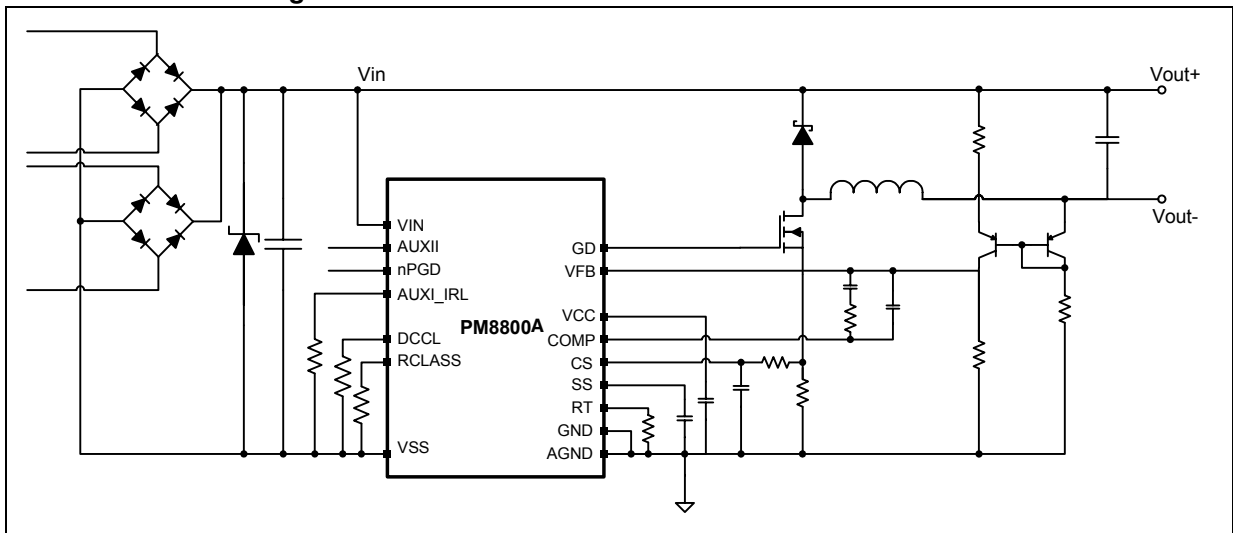 g
Vin
Vout+
Vout-
VIN
AUXII
nPGD
AUXI_IRL
DCCL
RCLASS
VSS
PM8800A
GD
VFB
VCC
COMP
CS
SS
RT
GND
AGND